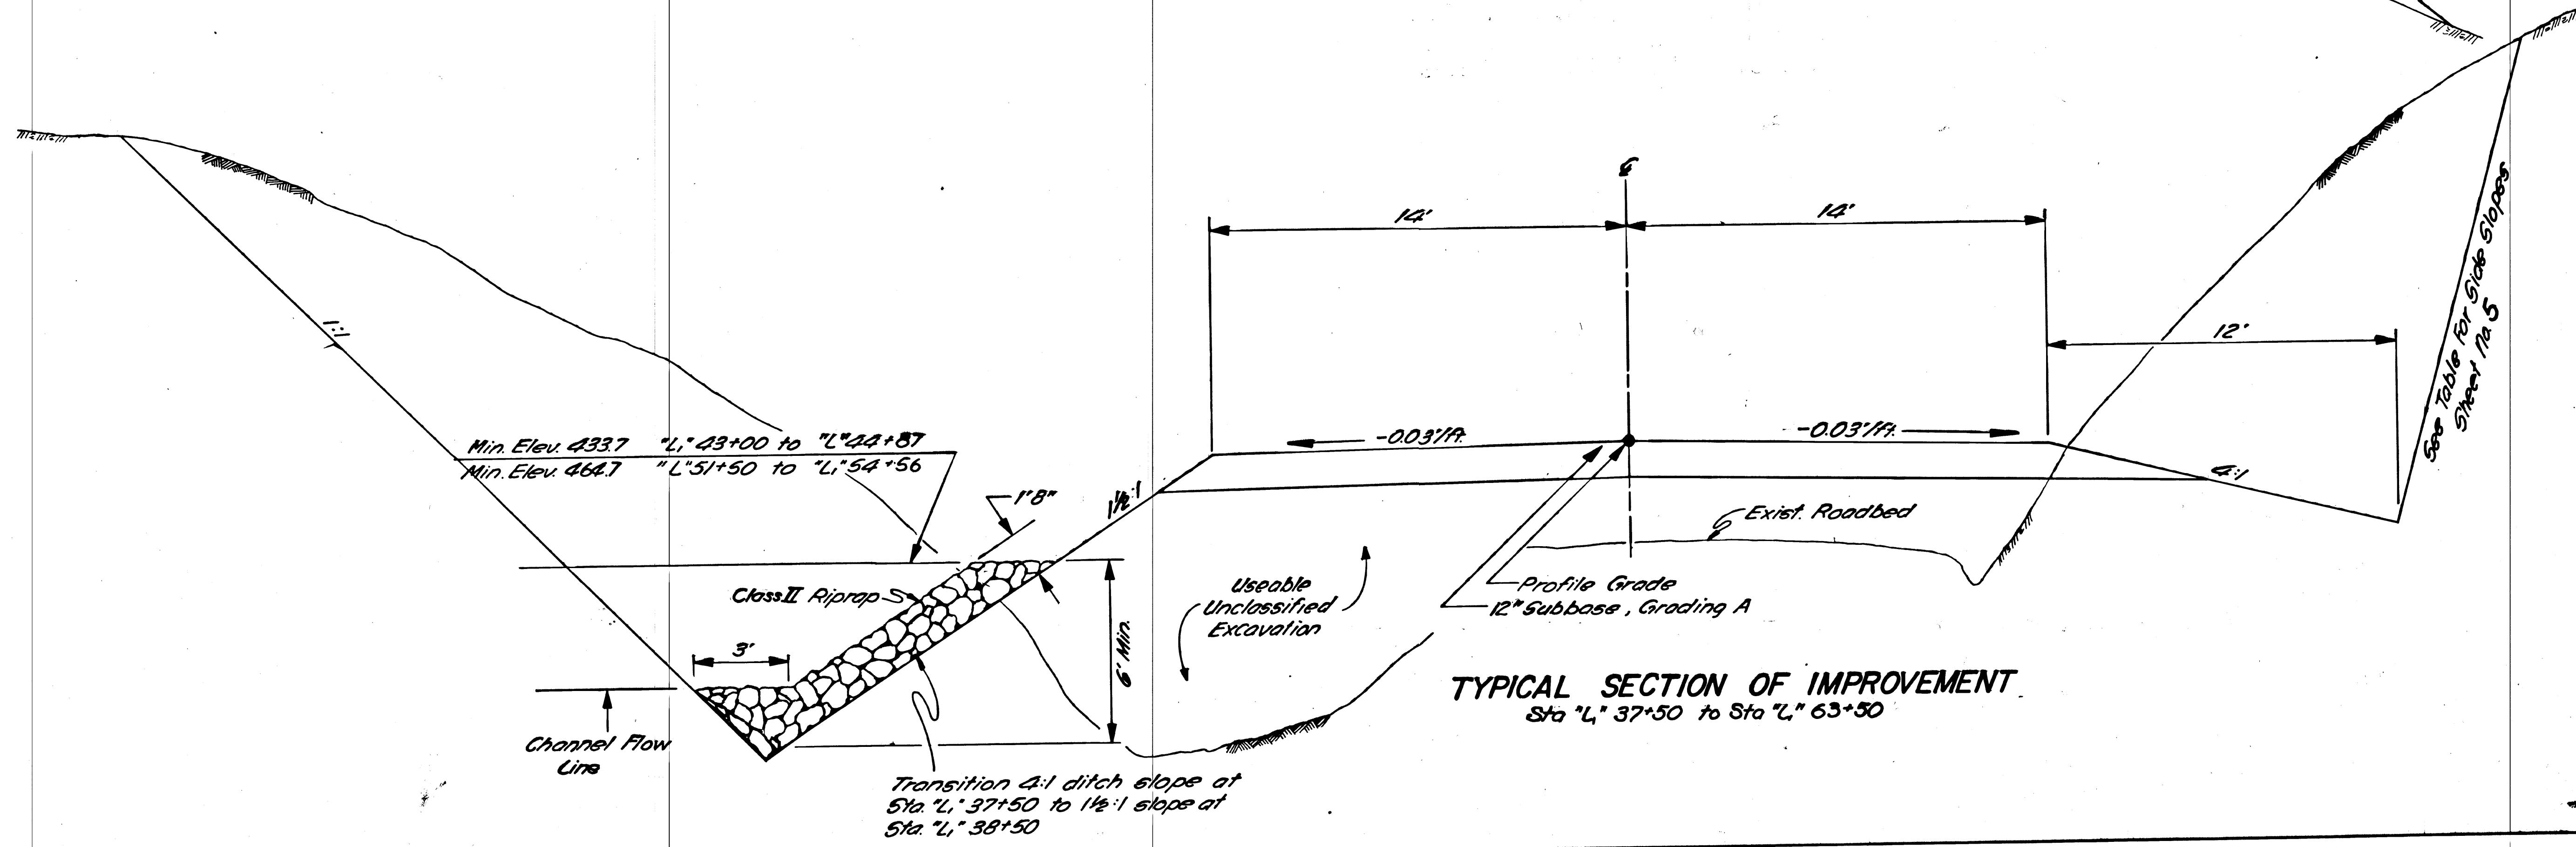 ℄
14'
14'
12'
1:1
Min. Elev. 433.7 "L₁" 43+00 to "L" 44+87
Min. Elev. 464.7 "L" 51+50 to "L₁" 54+56
-0.03'/ft.
-0.03'/ft.
4:1
See Table For Side Slopes
Sheet No. 5
1'8"
1½:1
Exist. Roadbed
Class II Riprap
Useable
Unclassified
Excavation
Profile Grade
12" Subbase, Grading A
3'
6' Min.
TYPICAL SECTION OF IMPROVEMENT
Sta "L₁" 37+50 to Sta "L₁" 63+50
Channel Flow
Line
Transition 4:1 ditch slope at
Sta. "L₁" 37+50 to 1½:1 slope at
Sta. "L₁" 38+50